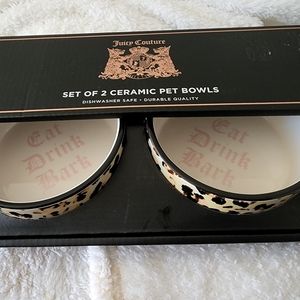 Juicy Couture
SET OF 2 CERAMIC PET BOWLS
DISHWASHER SAFE • DURABLE QUALITY
Eat
Drink
Bark
Eat
Drink
Bark